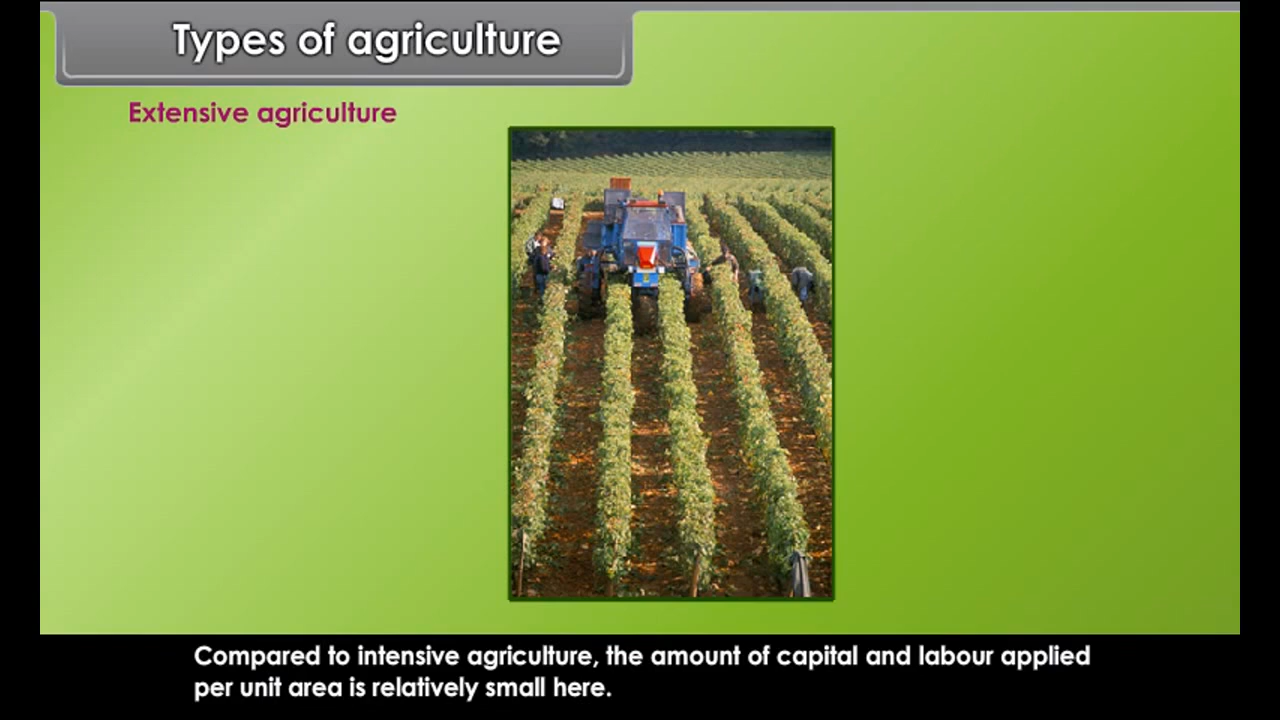 Types of agriculture
Extensive agriculture
Compared to intensive agriculture, the amount of capital and labour applied
per unit area is relatively small here.